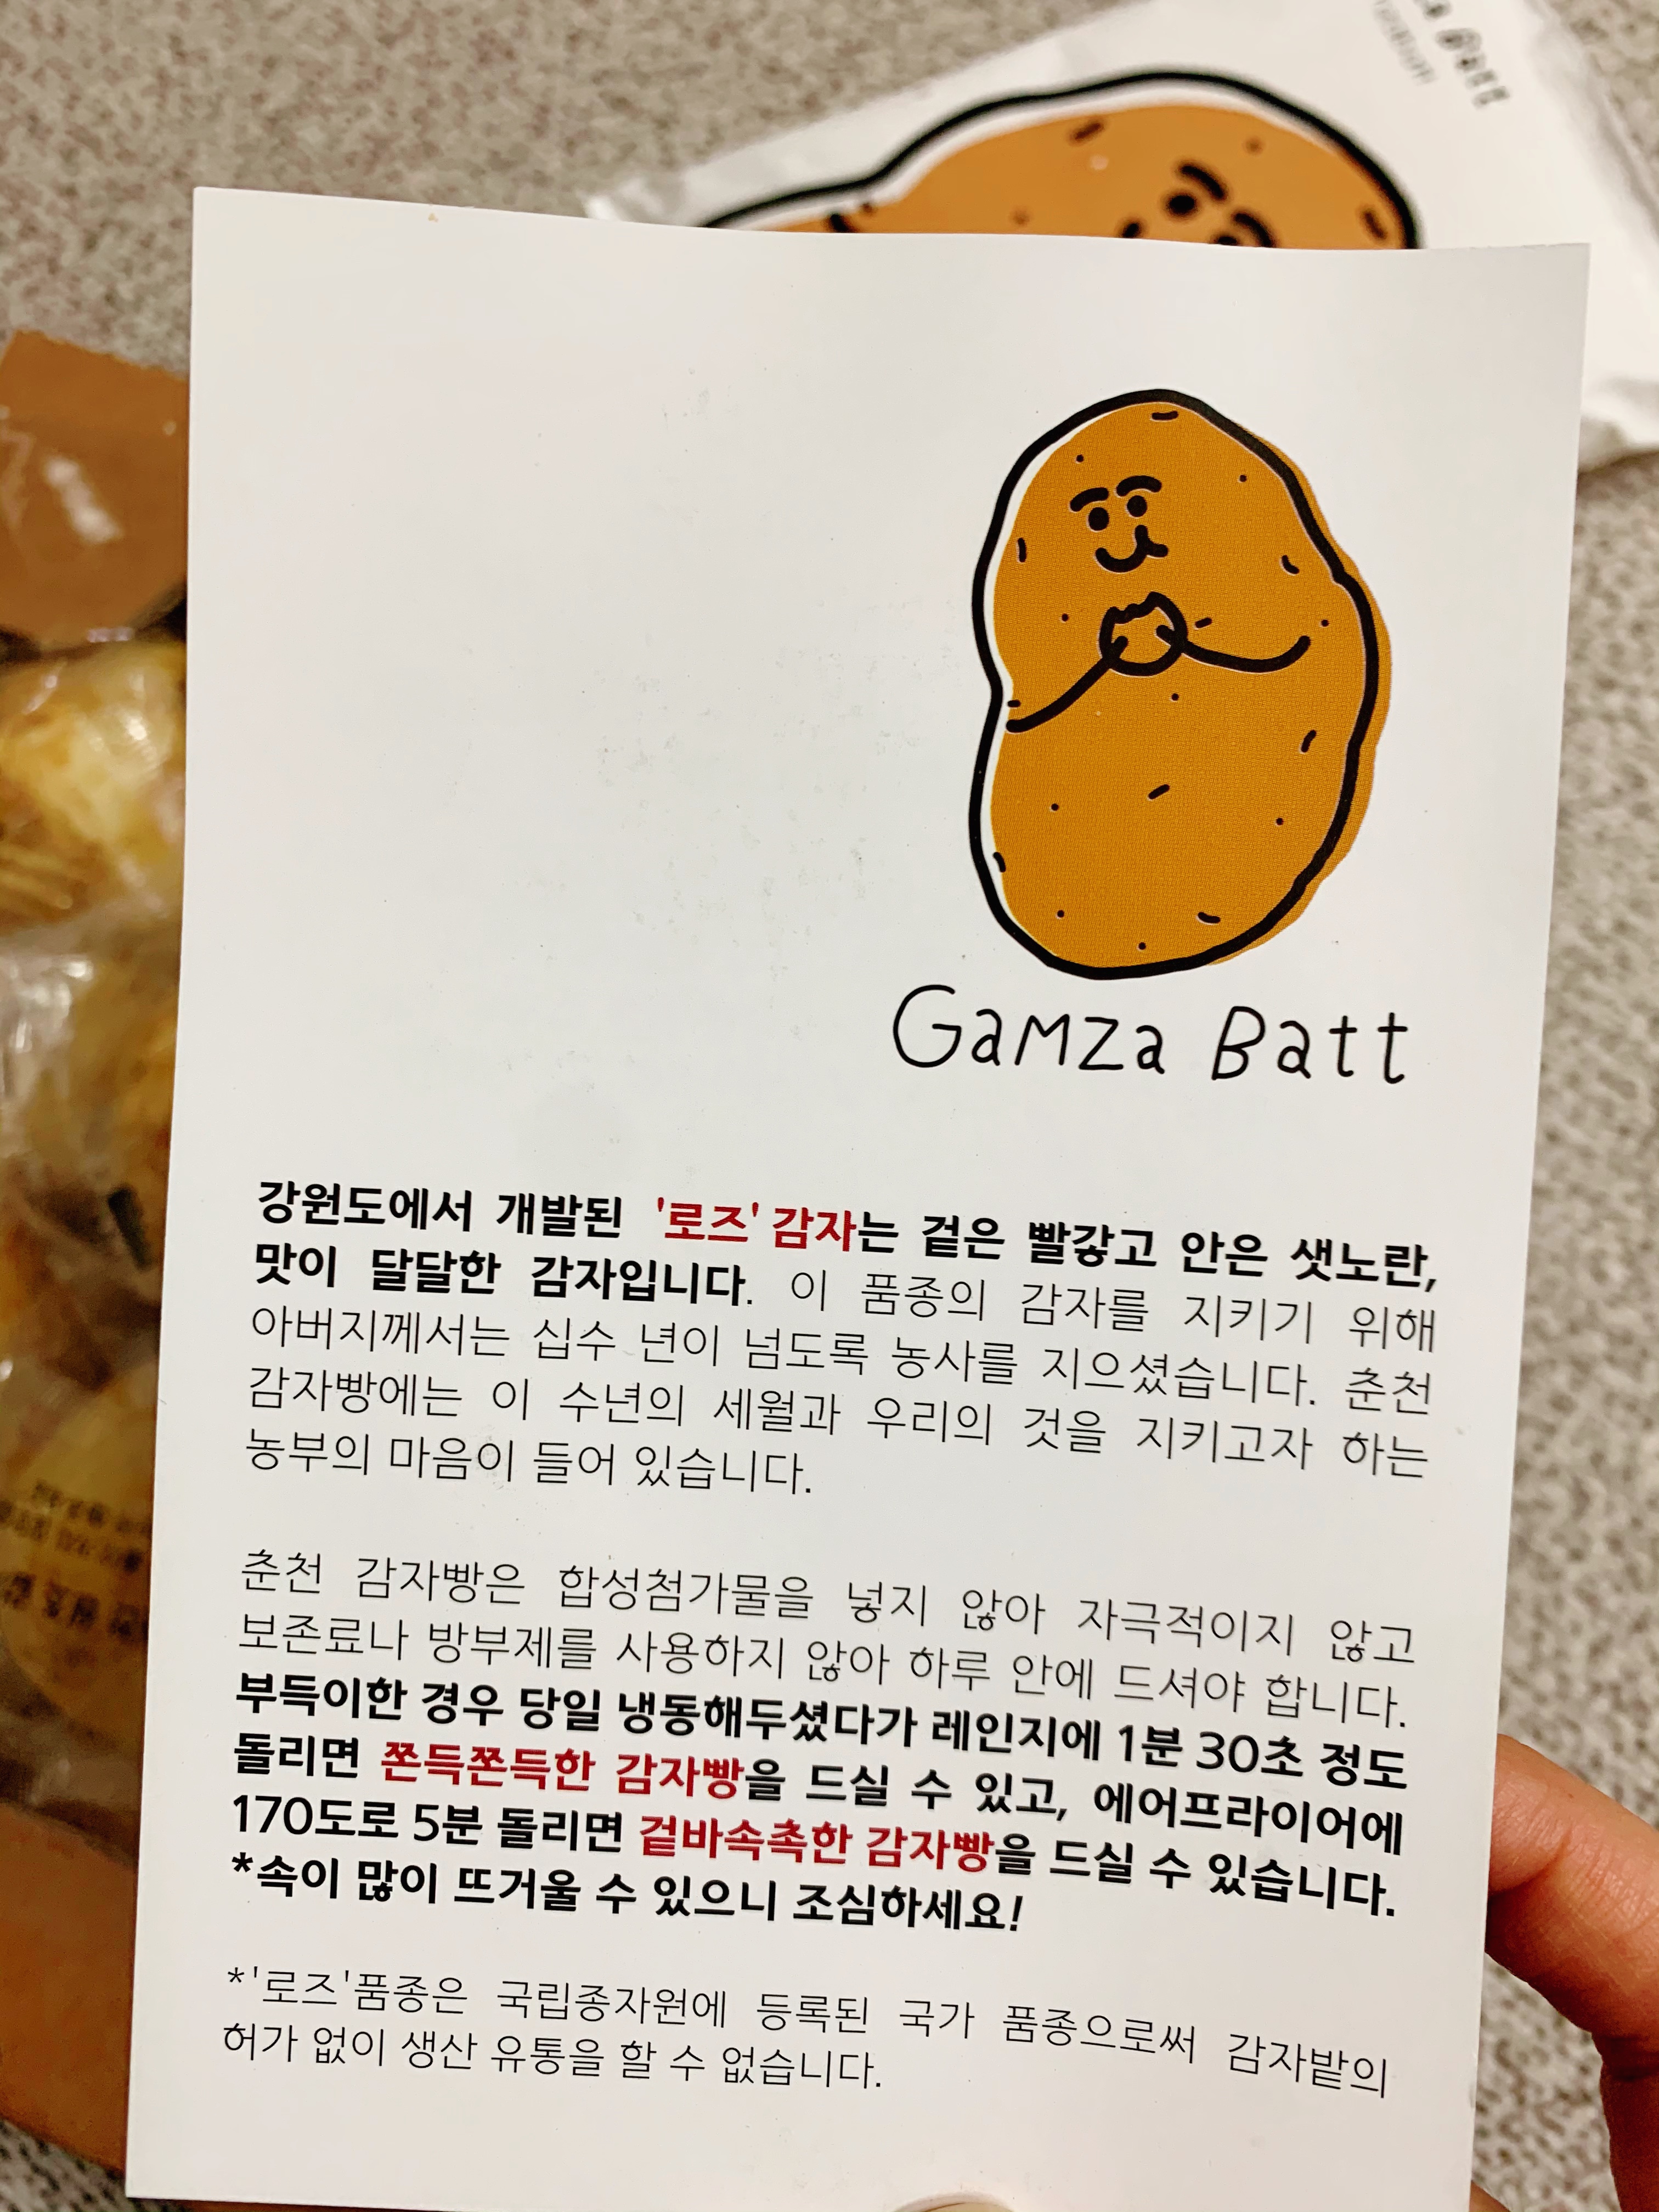 Gamza Batt
강원도에서 개발된 '로즈' 감자는 겉은 빨갛고 안은 샛노란,
맛이 달달한 감자입니다. 이 품종의 감자를 지키기 위해
아버지께서는 십수 년이 넘도록 농사를 지으셨습니다. 춘천
감자빵에는 이 수년의 세월과 우리의 것을 지키고자 하는
농부의 마음이 들어 있습니다.
춘천 감자빵은 합성첨가물을 넣지 않아 자극적이지 않고
보존료나 방부제를 사용하지 않아 하루 안에 드셔야 합니다.
부득이한 경우 당일 냉동해두셨다가 레인지에 1분 30초 정도
돌리면 쫀득쫀득한 감자빵을 드실 수 있고, 에어프라이어에
170도로 5분 돌리면 겉바속촉한 감자빵을 드실 수 있습니다.
*속이 많이 뜨거울 수 있으니 조심하세요!
*'로즈'품종은 국립종자원에 등록된 국가 품종으로써 감자밭의
허가 없이 생산 유통을 할 수 없습니다.